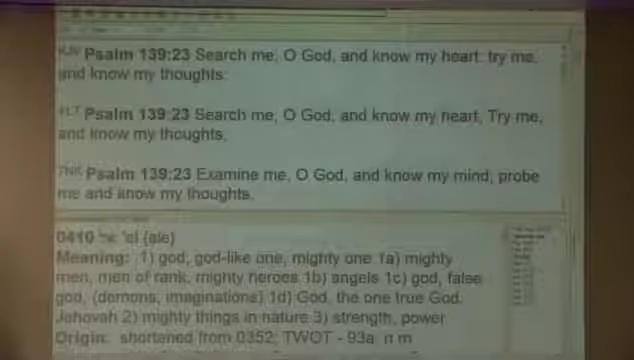 KJV Psalm 139:23 Search me, O God, and know my heart: try me,
and know my thoughts:
Psalm 139:23 Search me, O God, and know my heart; Try me,
and know my thoughts,
TNK Psalm 139:23 Examine me, O God, and know my mind; probe
me and know my thoughts.
0410 'el (ale)
Meaning: 1) god, god-like one, mighty one 1a) mighty
men, men of rank, mighty heroes 1b) angels 1c) god, false
god, (demons, imaginations) 1d) God, the one true God,
Jehovah 2) mighty things in nature 3) strength, power
Origin: shortened from 0352; TWOT - 93a n m